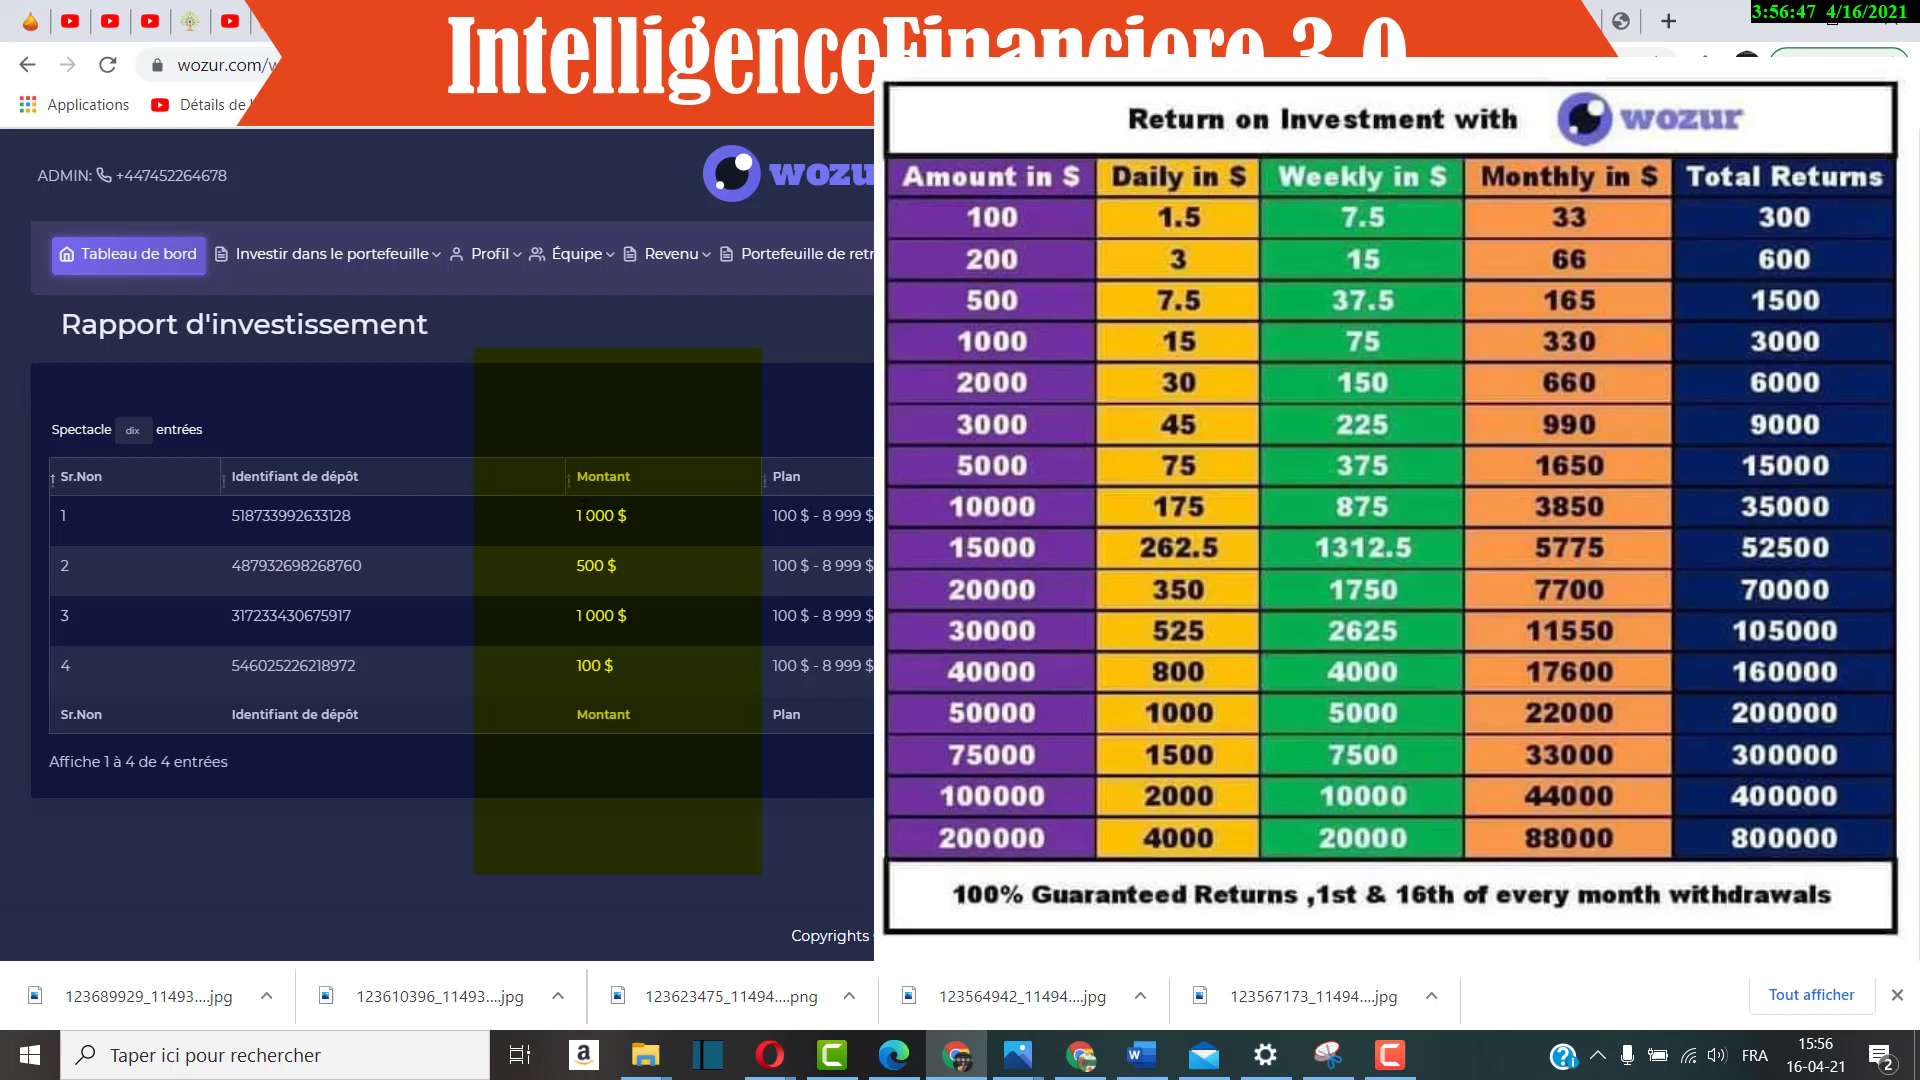 3:56:47 4/16/2021
IntelligenceFinanciere 3.0
wozur.com/w
Applications
Détails de
ADMIN: +447452264678
wozu
Tableau de bord
Investir dans le portefeuille
Profil
Équipe
Revenu
Portefeuille de retr
Rapport d'investissement
Spectacle dix entrées
Sr.Non Identifiant de dépôt Montant Plan
1 518733992633128 1 000 $ 100 $ - 8 999 $
2 487932698268760 500 $ 100 $ - 8 999 $
3 317233430675917 1 000 $ 100 $ - 8 999 $
4 546025226218972 100 $ 100 $ - 8 999 $
Sr.Non Identifiant de dépôt Montant Plan
Affiche 1 à 4 de 4 entrées
Copyrights
Return on Investment with wozur
Amount in $ Daily in $ Weekly in $ Monthly in $ Total Returns
100 1.5 7.5 33 300
200 3 15 66 600
500 7.5 37.5 165 1500
1000 15 75 330 3000
2000 30 150 660 6000
3000 45 225 990 9000
5000 75 375 1650 15000
10000 175 875 3850 35000
15000 262.5 1312.5 5775 52500
20000 350 1750 7700 70000
30000 525 2625 11550 105000
40000 800 4000 17600 160000
50000 1000 5000 22000 200000
75000 1500 7500 33000 300000
100000 2000 10000 44000 400000
200000 4000 20000 88000 800000
100% Guaranteed Returns ,1st & 16th of every month withdrawals
123689929_11493....jpg
123610396_11493....jpg
123623475_11494....png
123564942_11494....jpg
123567173_11494....jpg
Tout afficher
Taper ici pour rechercher
FRA
15:56
16-04-21
2